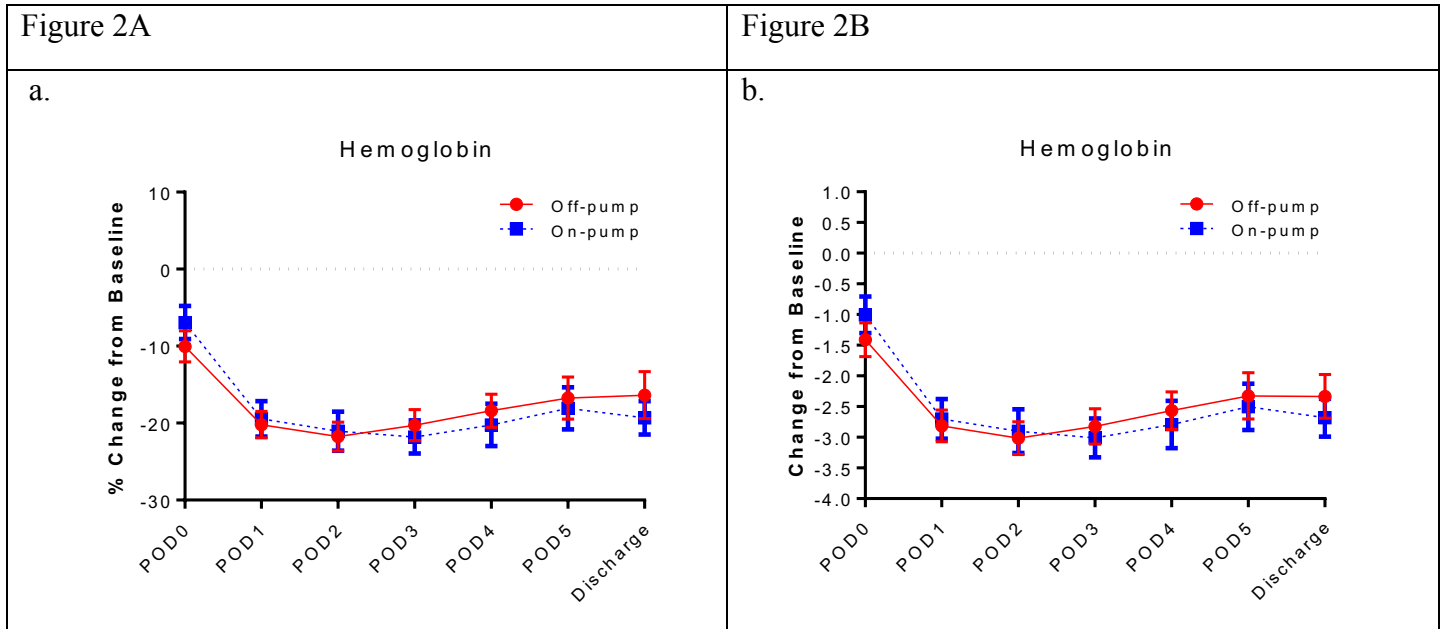 Figure 2A
Figure 2B
a.
Hemoglobin
Off-pump
On-pump
% Change from Baseline
10
0
-10
-20
-30
POD0
POD1
POD2
POD3
POD4
POD5
Discharge
b.
Hemoglobin
Off-pump
On-pump
Change from Baseline
1.0
0.5
0.0
-0.5
-1.0
-1.5
-2.0
-2.5
-3.0
-3.5
-4.0
POD0
POD1
POD2
POD3
POD4
POD5
Discharge